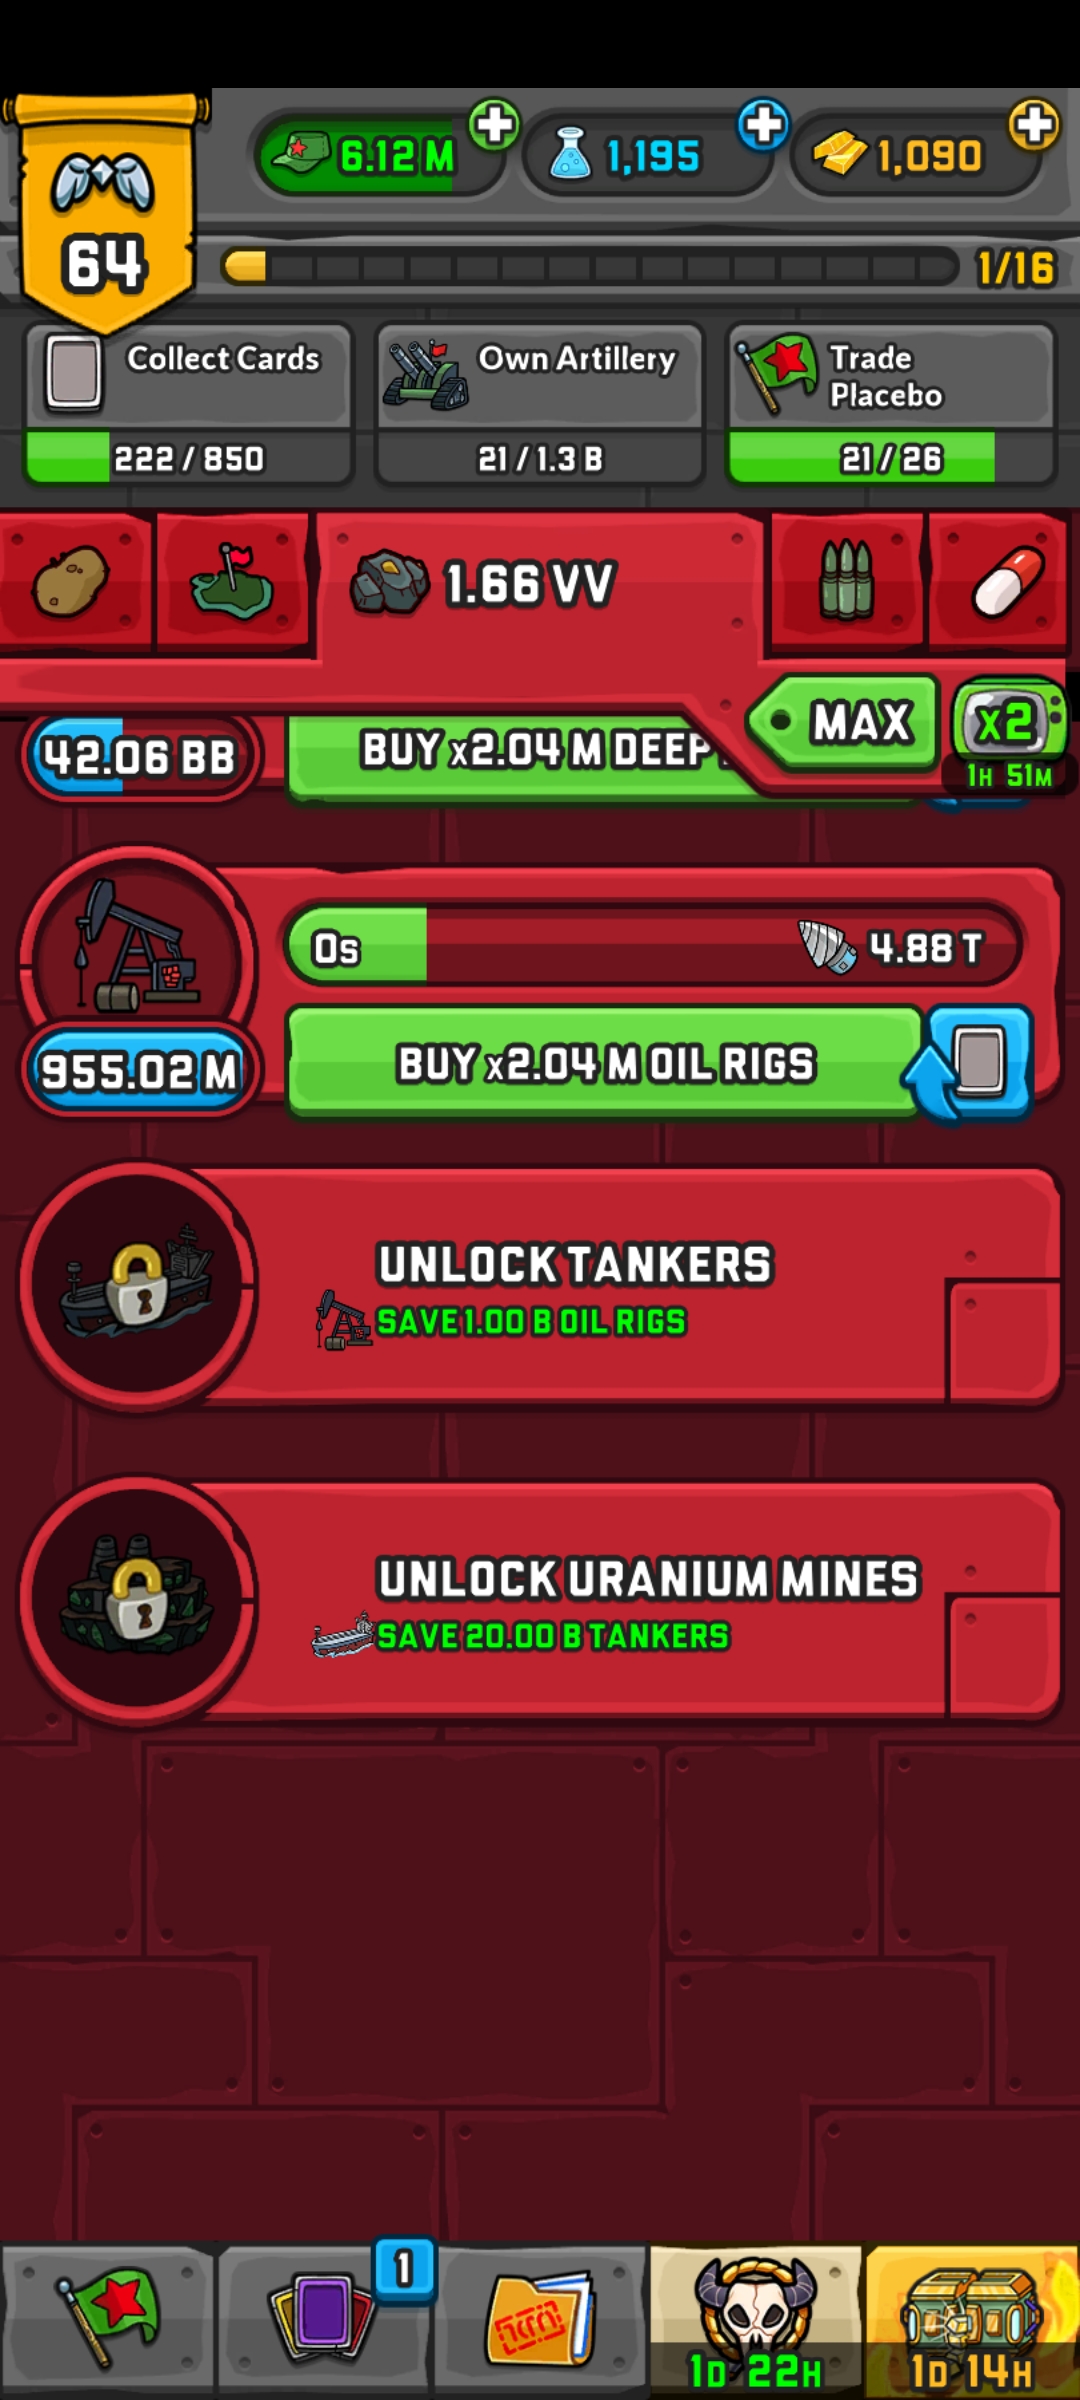 6.12 M
1,195
1,090
64
1/16
Collect Cards
Own Artillery
Trade
Placebo
222 / 850
21 / 1.3 B
21 / 26
1.66 VV
MAX
x2
1H 51M
42.06 BB
BUY x2.04 M DEEP
0s
4.88 T
955.02 M
BUY x2.04 M OIL RIGS
UNLOCK TANKERS
SAVE 1.00 B OIL RIGS
UNLOCK URANIUM MINES
SAVE 20.00 B TANKERS
1
1D 22H
1D 14H